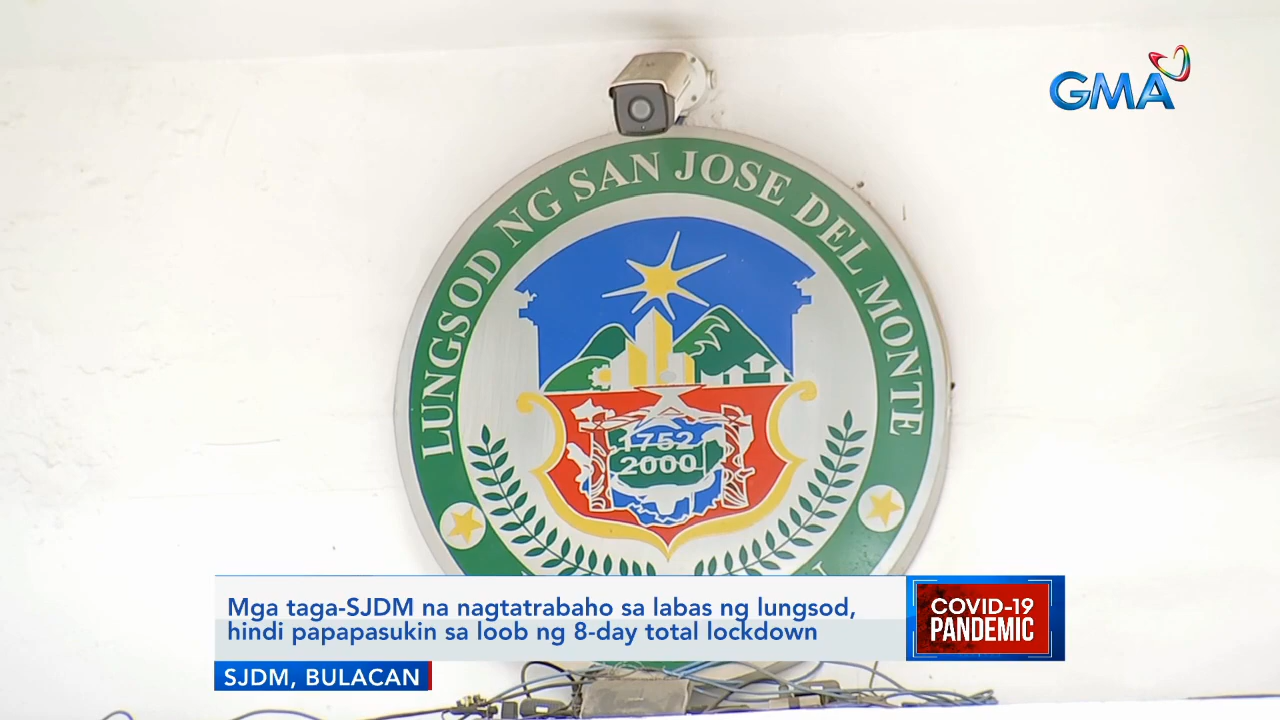 GMA
LUNGSOD NG SAN JOSE DEL MONTE
1752
2000
Mga taga-SJDM na nagtatrabaho sa labas ng lungsod,
hindi papapasukin sa loob ng 8-day total lockdown
COVID-19
PANDEMIC
SJDM, BULACAN